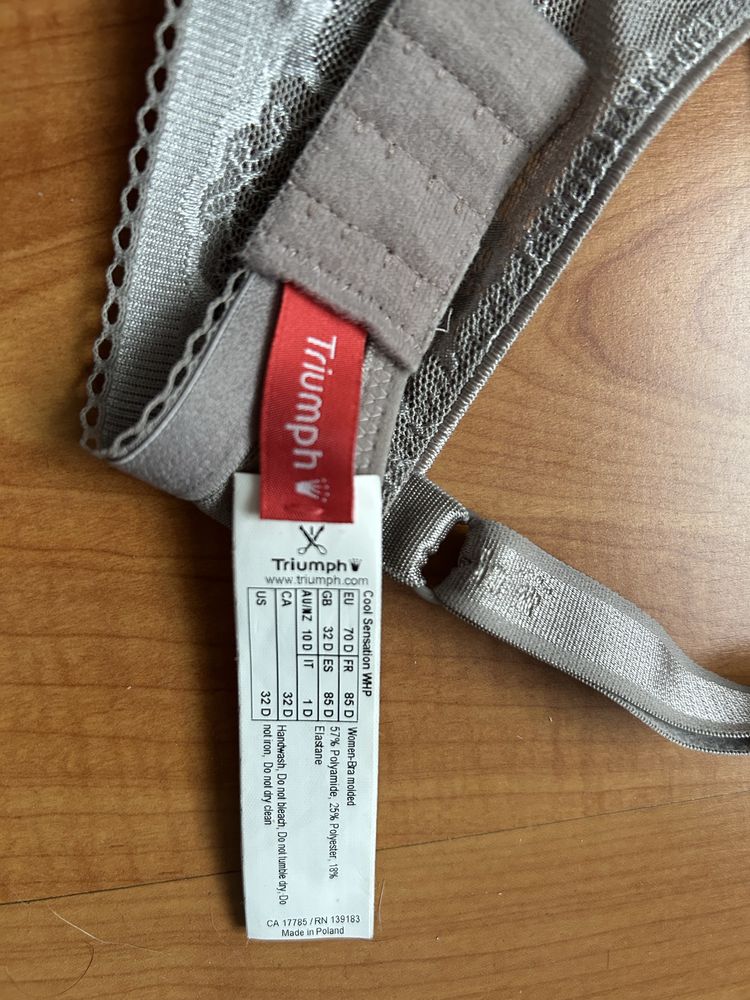 Triumph
Triumph
www.triumph.com
Cool Sensation WHP
EU 70 D FR 85 D
GB 32 D ES 85 D
AU/NZ 10 D IT 1 D
CA 32 D
US 32 D
Women-Bra molded
57% Polyamide, 25% Polyester, 18%
Elastane
Handwash, Do not bleach, Do not tumble dry, Do
not iron, Do not dry clean
CA 17785 / RN 139183
Made in Poland